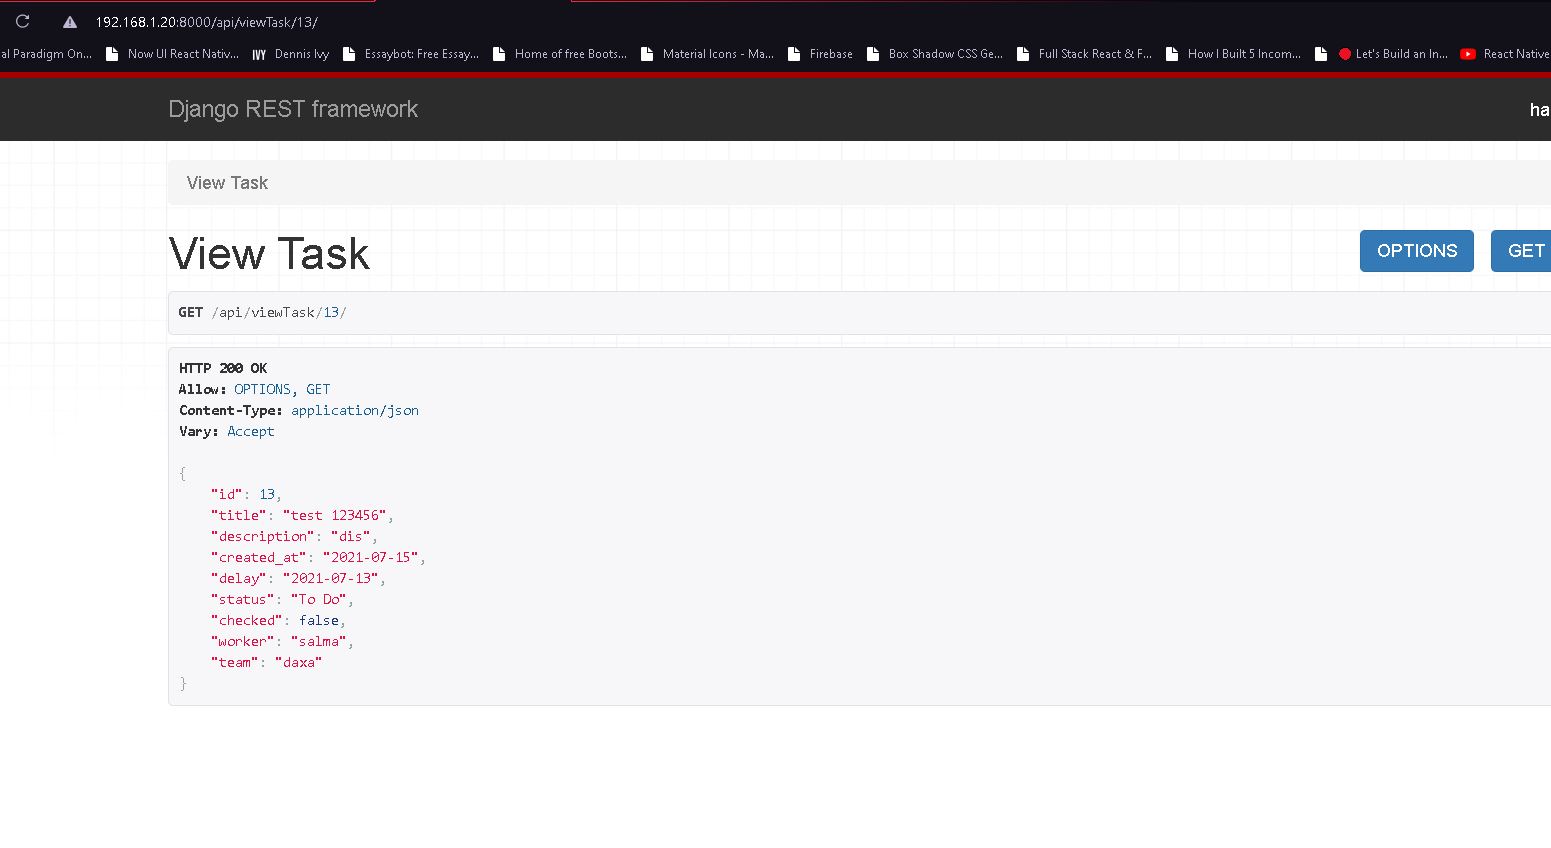 192.168.1.20:8000/api/viewTask/13/
al Paradigm On... Now UI React Nativ... IVY Dennis Ivy Essaybot: Free Essay... Home of free Boots... Material Icons - Ma... Firebase Box Shadow CSS Ge... Full Stack React & F... How I Built 5 Incom... Let's Build an In... React Native
Django REST framework ha
View Task
View Task OPTIONS GET
GET /api/viewTask/13/
HTTP 200 OK
Allow: OPTIONS, GET
Content-Type: application/json
Vary: Accept
{
"id": 13,
"title": "test 123456",
"description": "dis",
"created_at": "2021-07-15",
"delay": "2021-07-13",
"status": "To Do",
"checked": false,
"worker": "salma",
"team": "daxa"
}